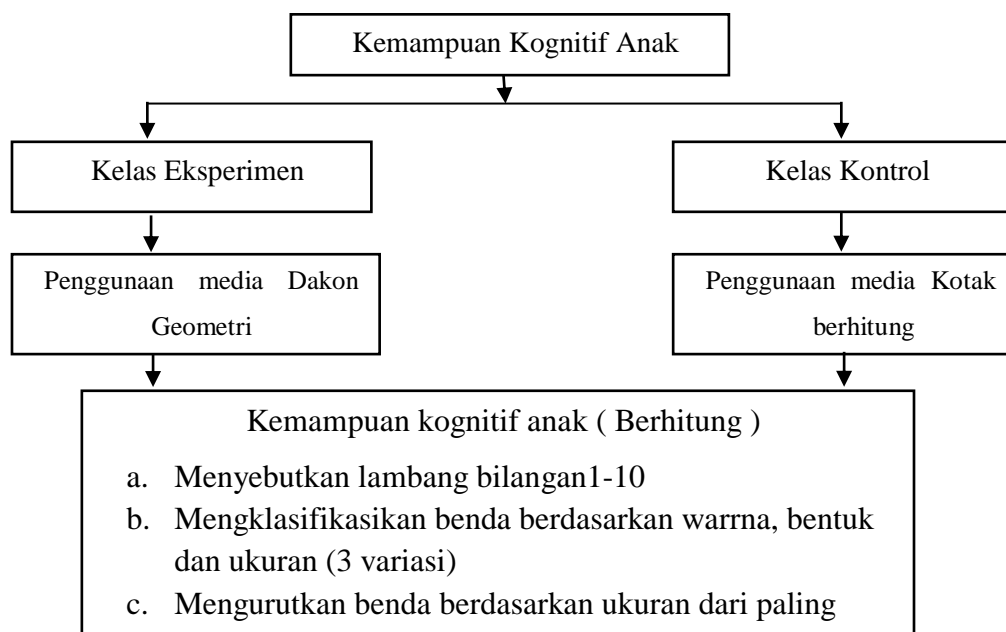 Kemampuan Kognitif Anak
Kelas Eksperimen
Kelas Kontrol
Penggunaan media Dakon
Geometri
Penggunaan media Kotak
berhitung
Kemampuan kognitif anak ( Berhitung )
a. Menyebutkan lambang bilangan1-10
b. Mengklasifikasikan benda berdasarkan warrna, bentuk
dan ukuran (3 variasi)
c. Mengurutkan benda berdasarkan ukuran dari paling